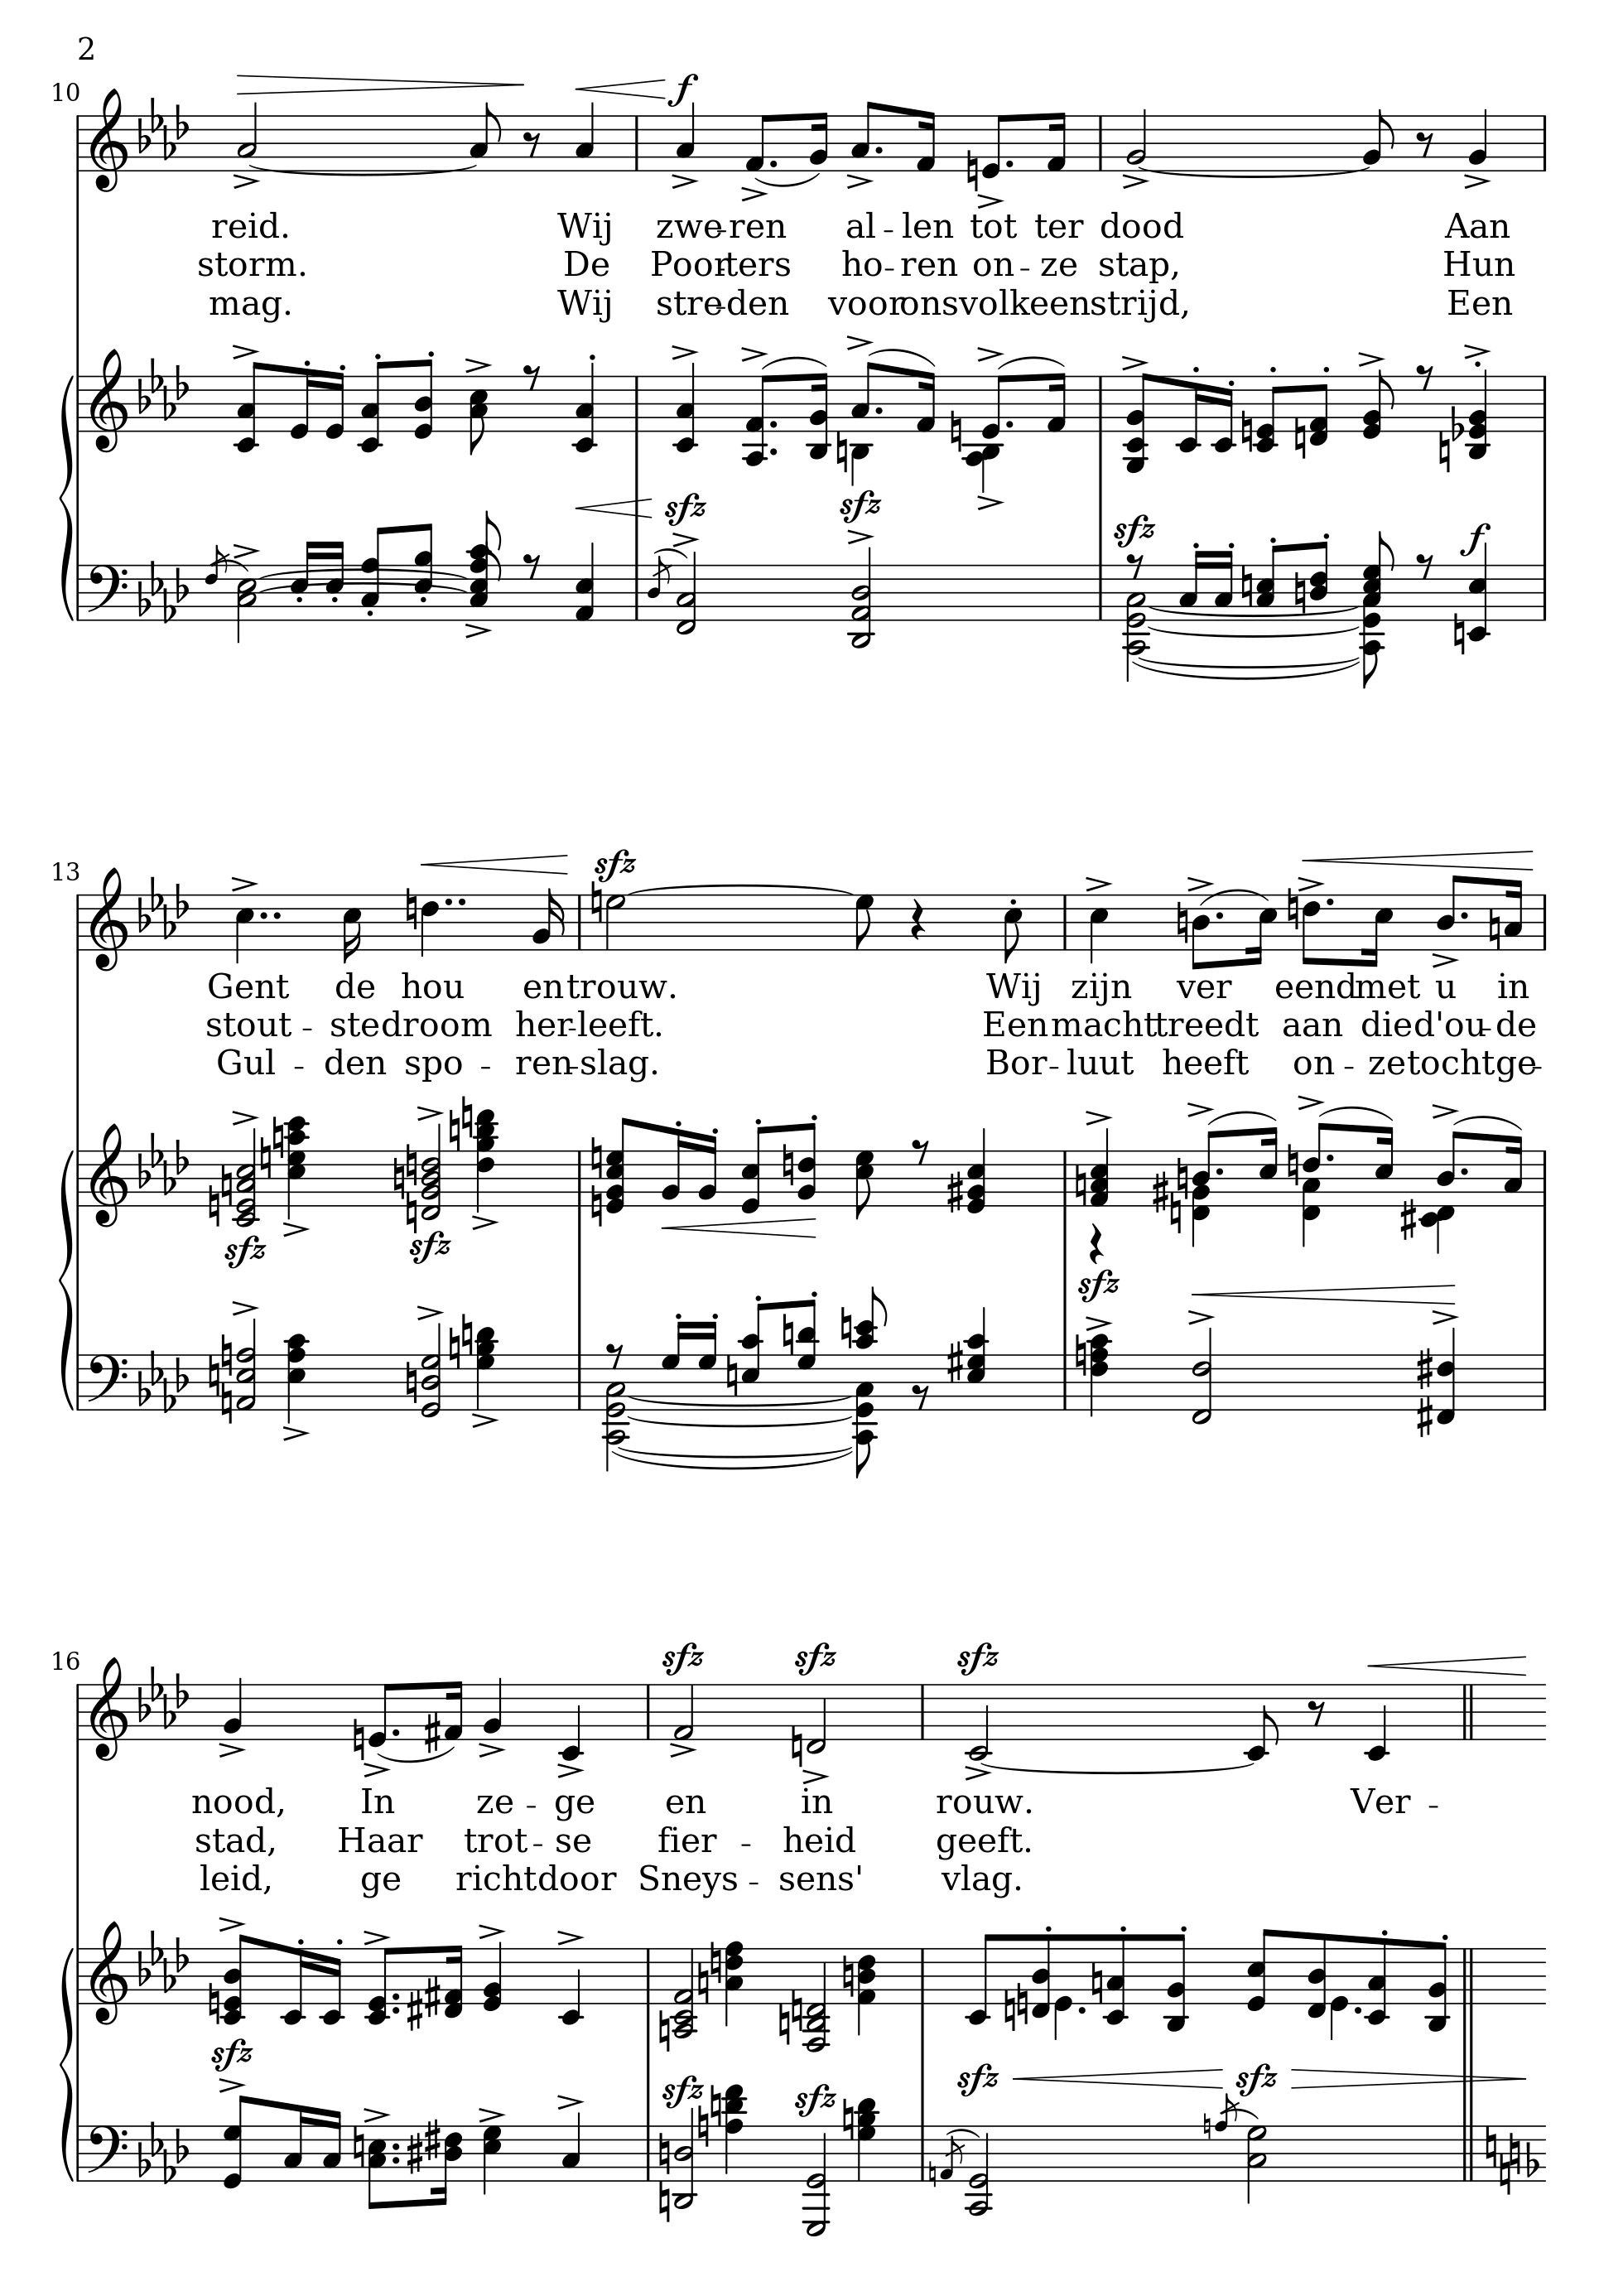 2
10
f
reid. Wij zwe - ren al - len tot ter dood Aan
storm. De Poor - ters ho - ren on - ze stap, Hun
mag. Wij stre - den voor ons volk een strijd, Een
sfz sfz sfz f
13
sfz
Gent de hou en trouw. Wij zijn ver eend met u in
stout - ste droom her - leeft. Een macht treedt aan die d'ou - de
Gul - den spo - ren - slag. Bor - luut heeft on - ze tocht ge -
sfz sfz sfz
16
sfz sfz sfz
nood, In ze - ge en in rouw. Ver -
stad, Haar trot - se fier - heid geeft.
leid, ge richt door Sneys - sens' vlag.
sfz sfz sfz sfz sfz